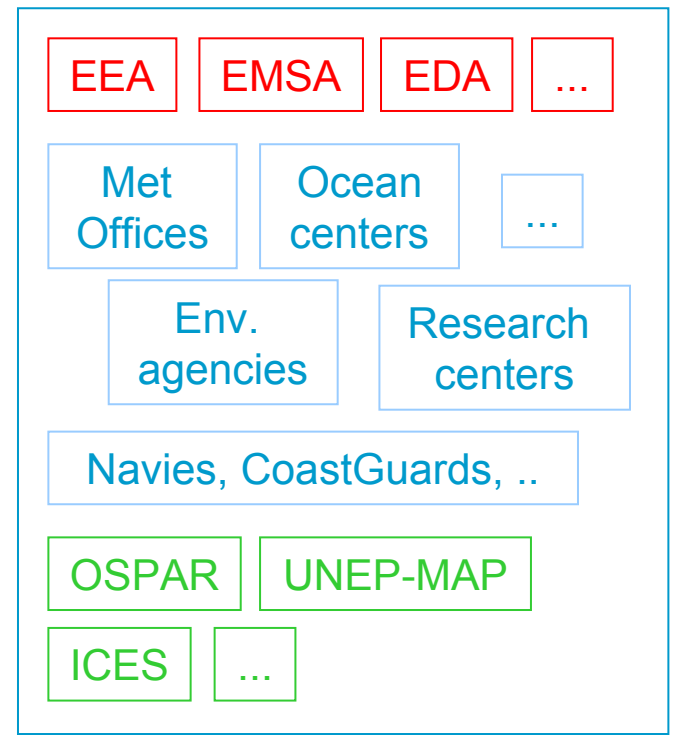 EEA EMSA EDA ...
Met Offices
Ocean centers
...
Env. agencies
Research centers
Navies, CoastGuards, ..
OSPAR UNEP-MAP
ICES ...